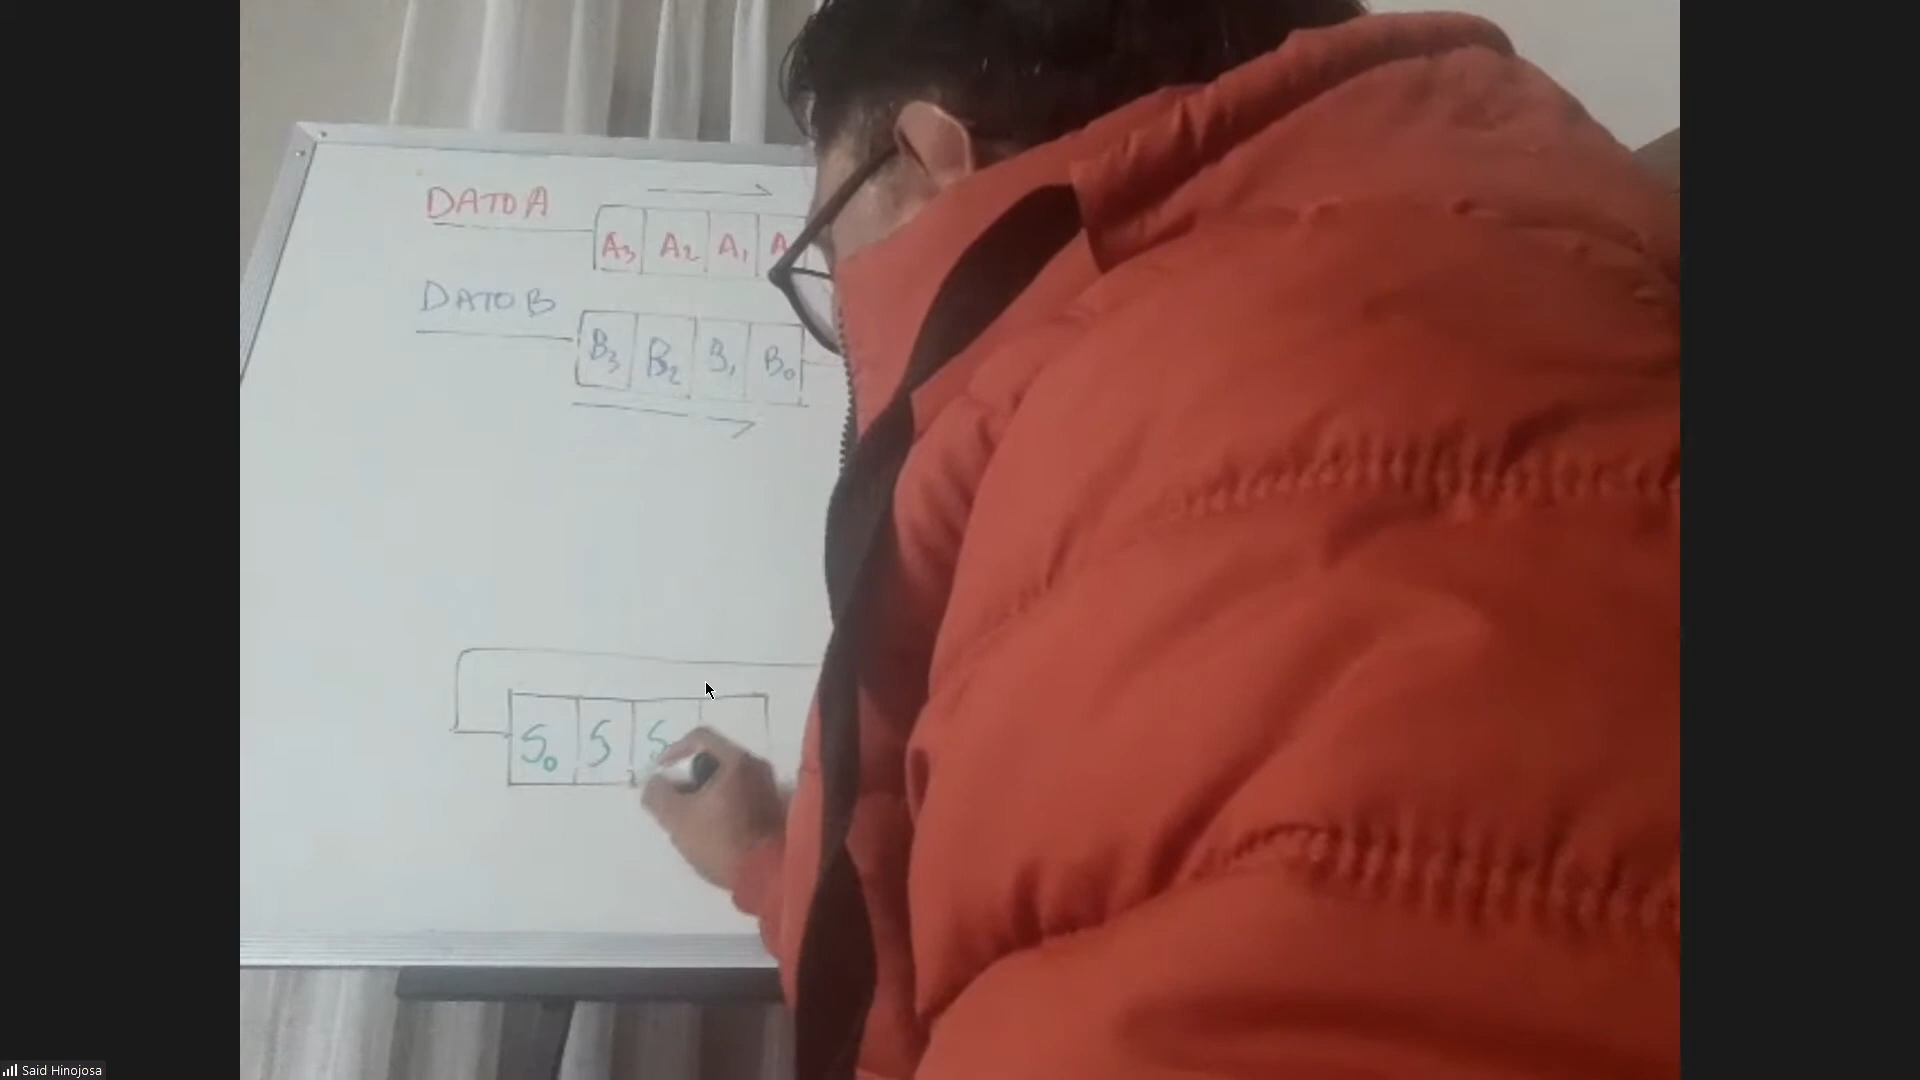 DATO A
A3 A2 A1 A
DATO B
B3 B2 B1 B0
S0 S S
Said Hinojosa